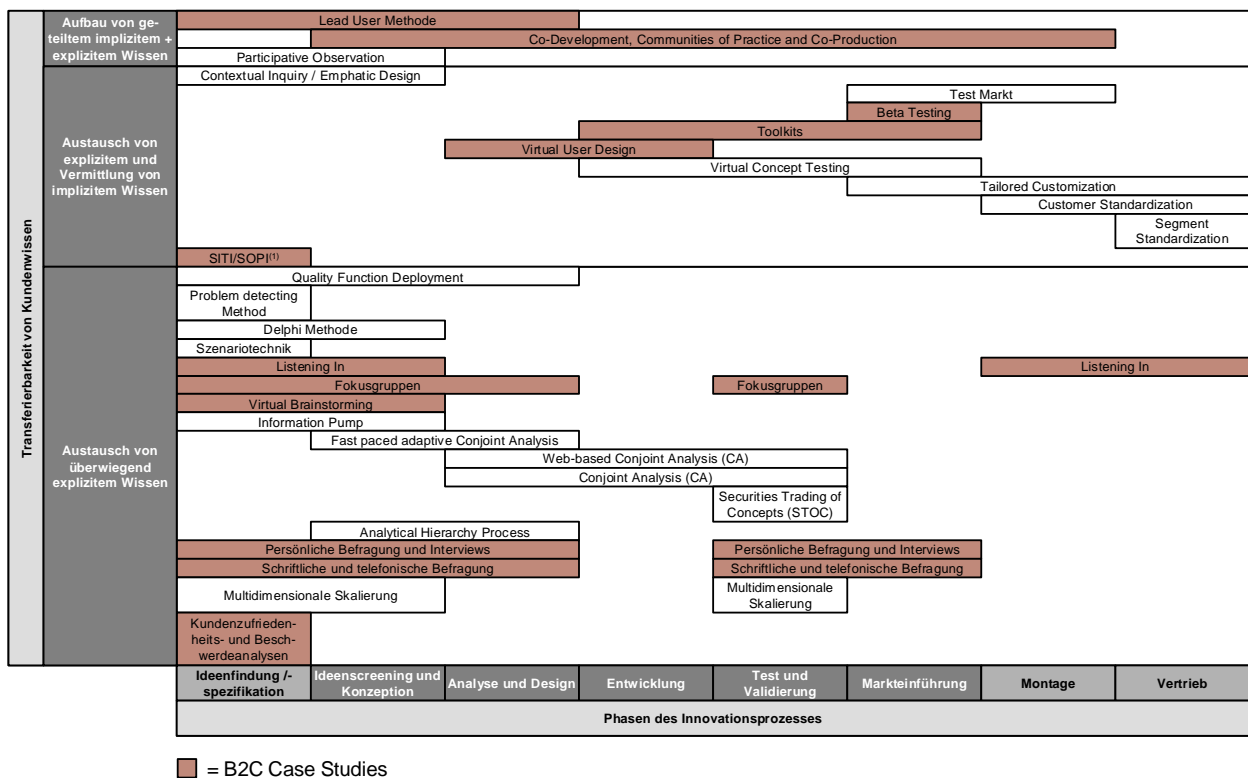 Aufbau von ge-
teiltem implizitem +
explizitem Wissen
Lead User Methode
Co-Development, Communities of Practice and Co-Production
Participative Observation
Contextual Inquiry / Emphatic Design
Test Markt
Beta Testing
Toolkits
Virtual User Design
Virtual Concept Testing
Tailored Customization
Customer Standardization
Segment
Standardization
Austausch von
explizitem und
Vermittlung von
implizitem Wissen
SITI/SOPI(1)
Quality Function Deployment
Problem detecting
Method
Delphi Methode
Szenariotechnik
Listening In
Listening In
Fokusgruppen
Fokusgruppen
Virtual Brainstorming
Information Pump
Fast paced adaptive Conjoint Analysis
Web-based Conjoint Analysis (CA)
Conjoint Analysis (CA)
Securities Trading of
Concepts (STOC)
Austausch von
überwiegend
explizitem Wissen
Analytical Hierarchy Process
Persönliche Befragung und Interviews
Persönliche Befragung und Interviews
Schriftliche und telefonische Befragung
Schriftliche und telefonische Befragung
Multidimensionale Skalierung
Multidimensionale
Skalierung
Kundenzufrieden-
heits- und Besch-
werdeanalysen
Transferierbarkeit von Kundenwissen
Ideenfindung /-
spezifikation
Ideenscreening und
Konzeption
Analyse und Design
Entwicklung
Test und
Validierung
Markteinführung
Montage
Vertrieb
Phasen des Innovationsprozesses
= B2C Case Studies